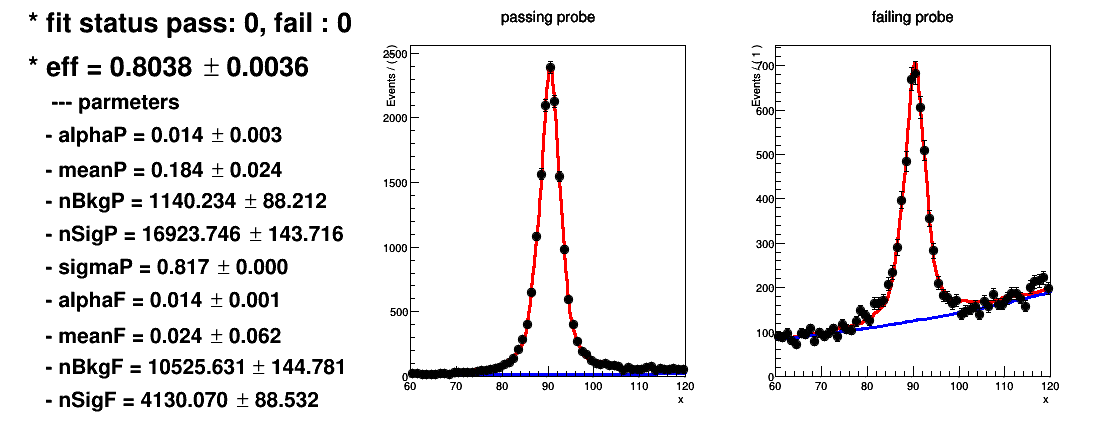 * fit status pass: 0, fail : 0
* eff = 0.8038 ± 0.0036
--- parmeters
- alphaP = 0.014 ± 0.003
- meanP = 0.184 ± 0.024
- nBkgP = 1140.234 ± 88.212
- nSigP = 16923.746 ± 143.716
- sigmaP = 0.817 ± 0.000
- alphaF = 0.014 ± 0.001
- meanF = 0.024 ± 0.062
- nBkgF = 10525.631 ± 144.781
- nSigF = 4130.070 ± 88.532
passing probe
Events / (
2500
2000
1500
1000
500
0
60 70 80 90 100 110 120
x
failing probe
Events / ( 1 )
700
600
500
400
300
200
100
0
60 70 80 90 100 110 120
x